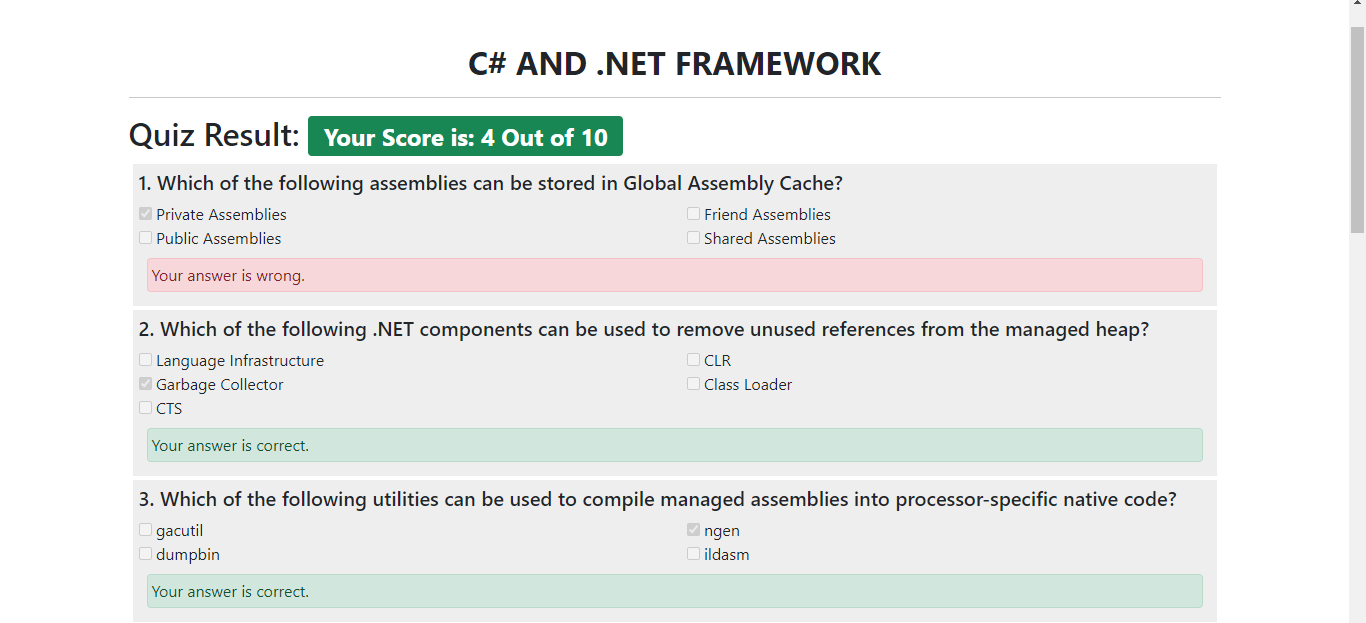 C# AND .NET FRAMEWORK
Quiz Result: Your Score is: 4 Out of 10
1. Which of the following assemblies can be stored in Global Assembly Cache?
Private Assemblies Friend Assemblies
Public Assemblies Shared Assemblies
Your answer is wrong.
2. Which of the following .NET components can be used to remove unused references from the managed heap?
Language Infrastructure CLR
Garbage Collector Class Loader
CTS
Your answer is correct.
3. Which of the following utilities can be used to compile managed assemblies into processor-specific native code?
gacutil ngen
dumpbin ildasm
Your answer is correct.